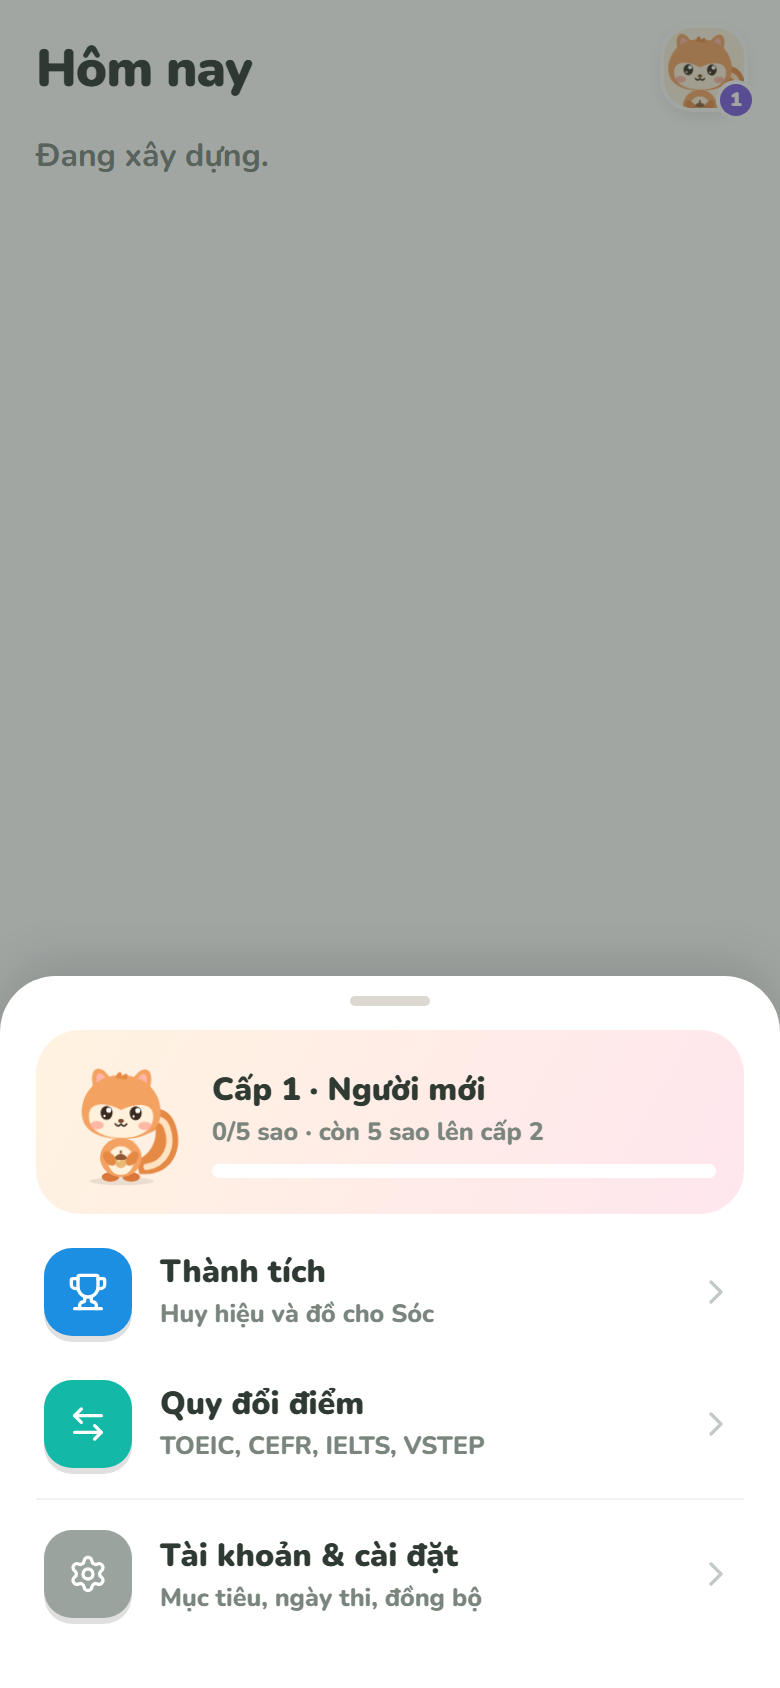 Hôm nay
1
Đang xây dựng.
Cấp 1 · Người mới
0/5 sao · còn 5 sao lên cấp 2
Thành tích
Huy hiệu và đồ cho Sóc
Quy đổi điểm
TOEIC, CEFR, IELTS, VSTEP
Tài khoản & cài đặt
Mục tiêu, ngày thi, đồng bộ